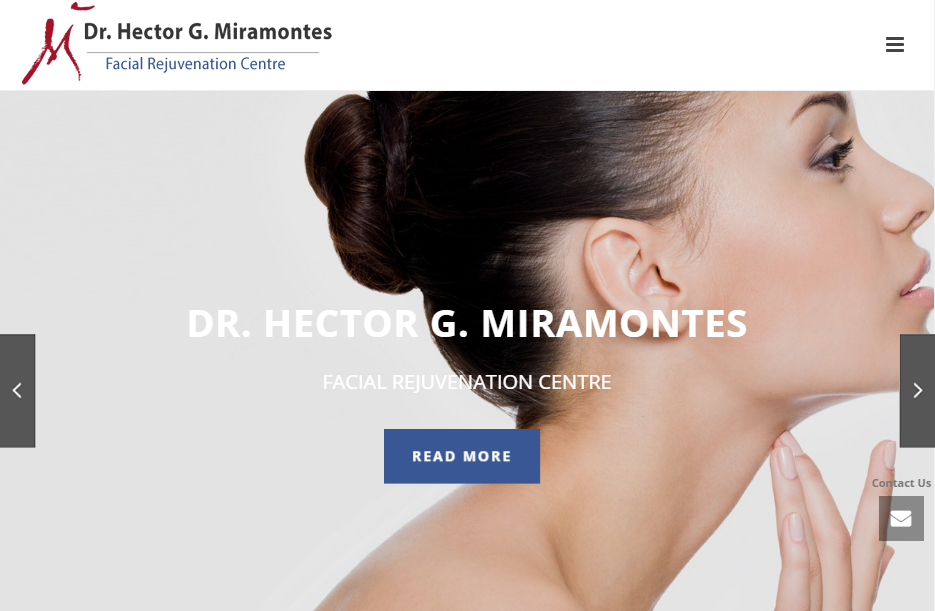 Dr. Hector G. Miramontes
Facial Rejuvenation Centre
DR. HECTOR G. MIRAMONTES
FACIAL REJUVENATION CENTRE
READ MORE
Contact Us